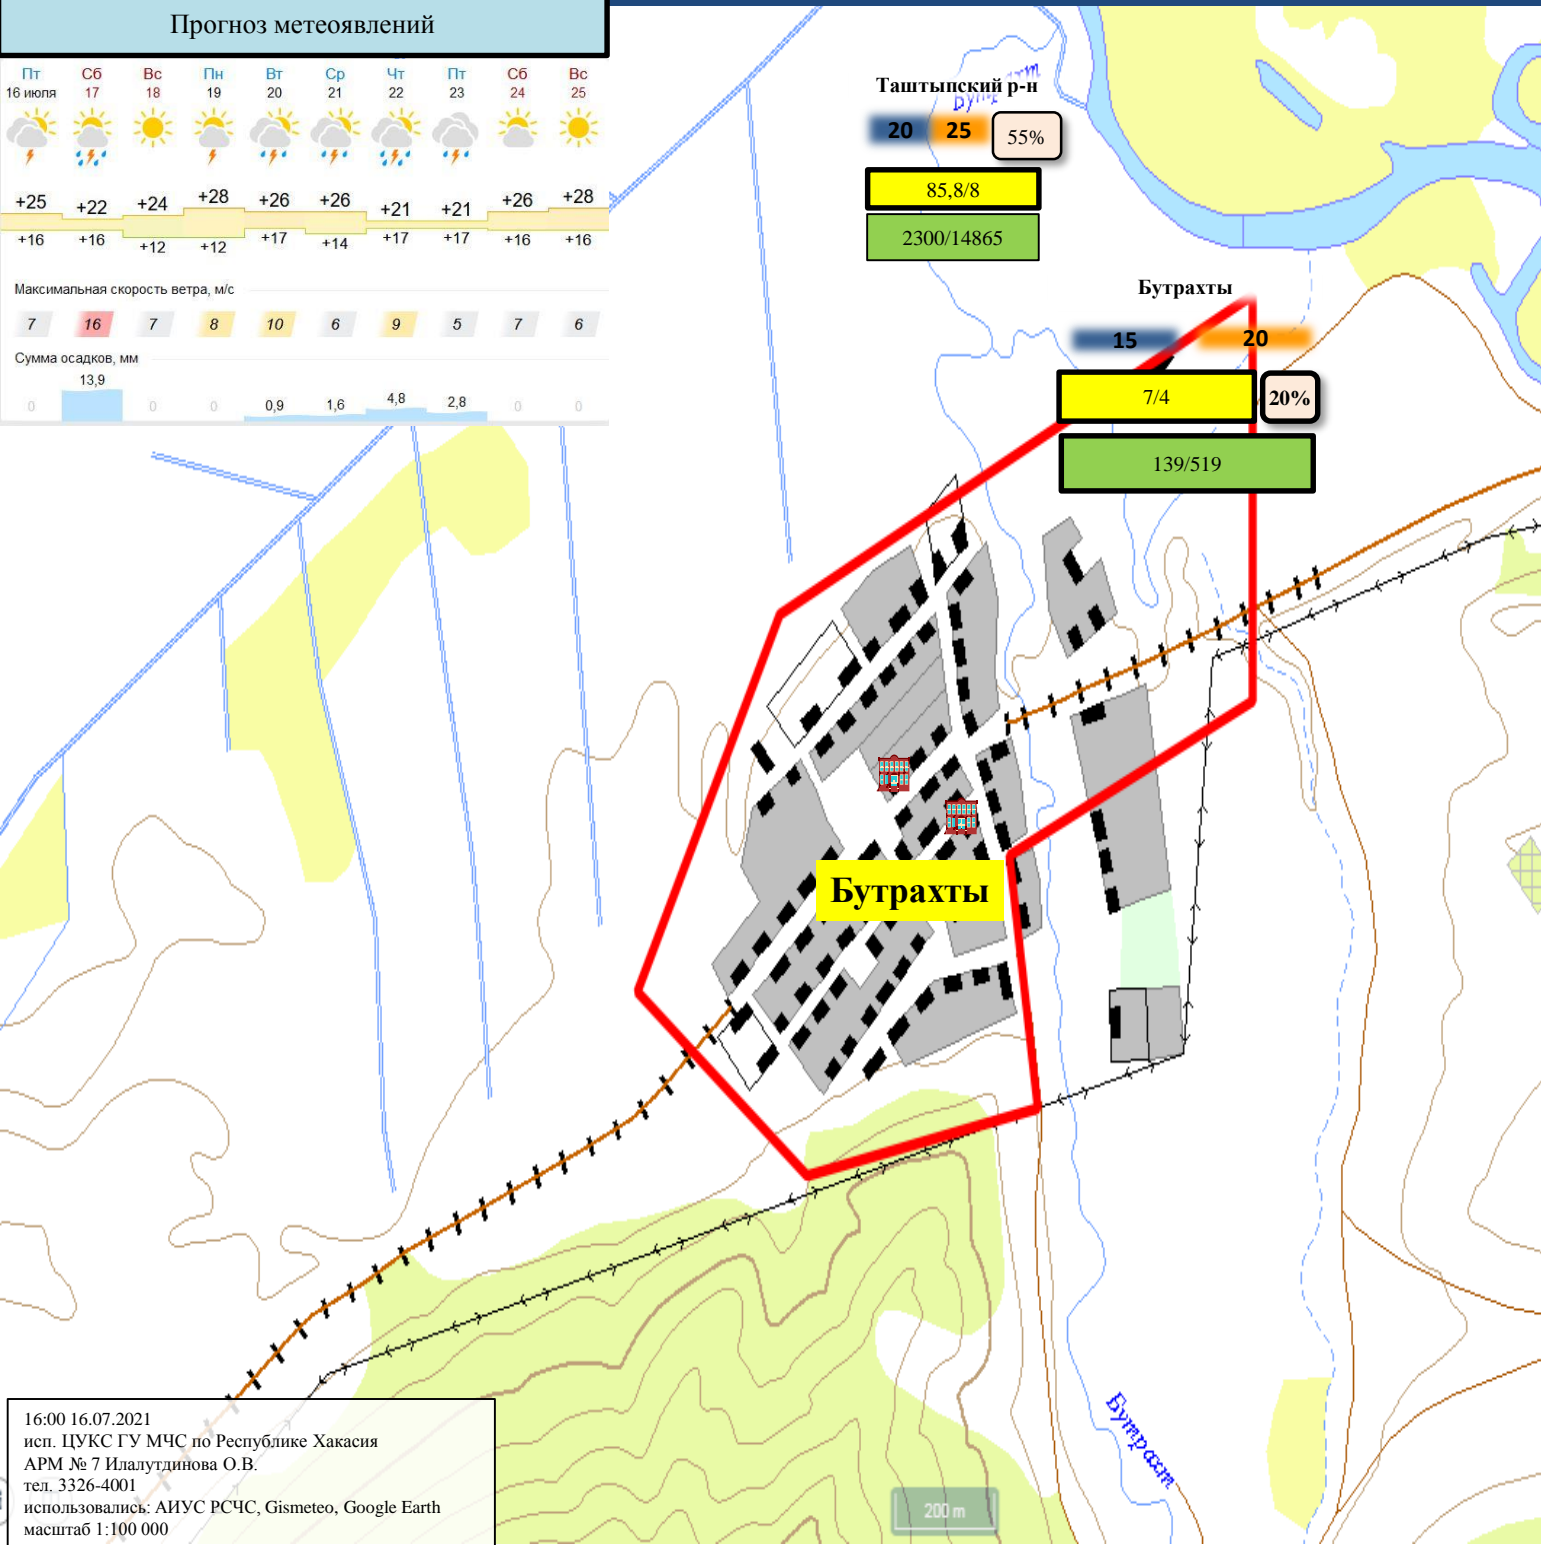 Прогноз метеоявлений
Пт Сб Вс Пн Вт Ср Чт Пт Сб Вс
16 июля 17 18 19 20 21 22 23 24 25
+25 +22 +24 +28 +26 +26 +21 +21 +26 +28
+16 +16 +12 +12 +17 +14 +17 +17 +16 +16
Максимальная скорость ветра, м/с
7 16 7 8 10 6 9 5 7 6
Сумма осадков, мм
0 13,9 0 0 0,9 1,6 4,8 2,8 0 0
Таштыпский р-н
20 25 55%
85,8/8
2300/14865
Бутрахты
15 20
7/4 20%
139/519
Бутрахты
Бутрахт
200 m
16:00 16.07.2021
исп. ЦУКС ГУ МЧС по Республике Хакасия
АРМ № 7 Илалутдинова О.В.
тел. 3326-4001
использовались: АИУС РСЧС, Gismeteo, Google Earth
масштаб 1:100 000